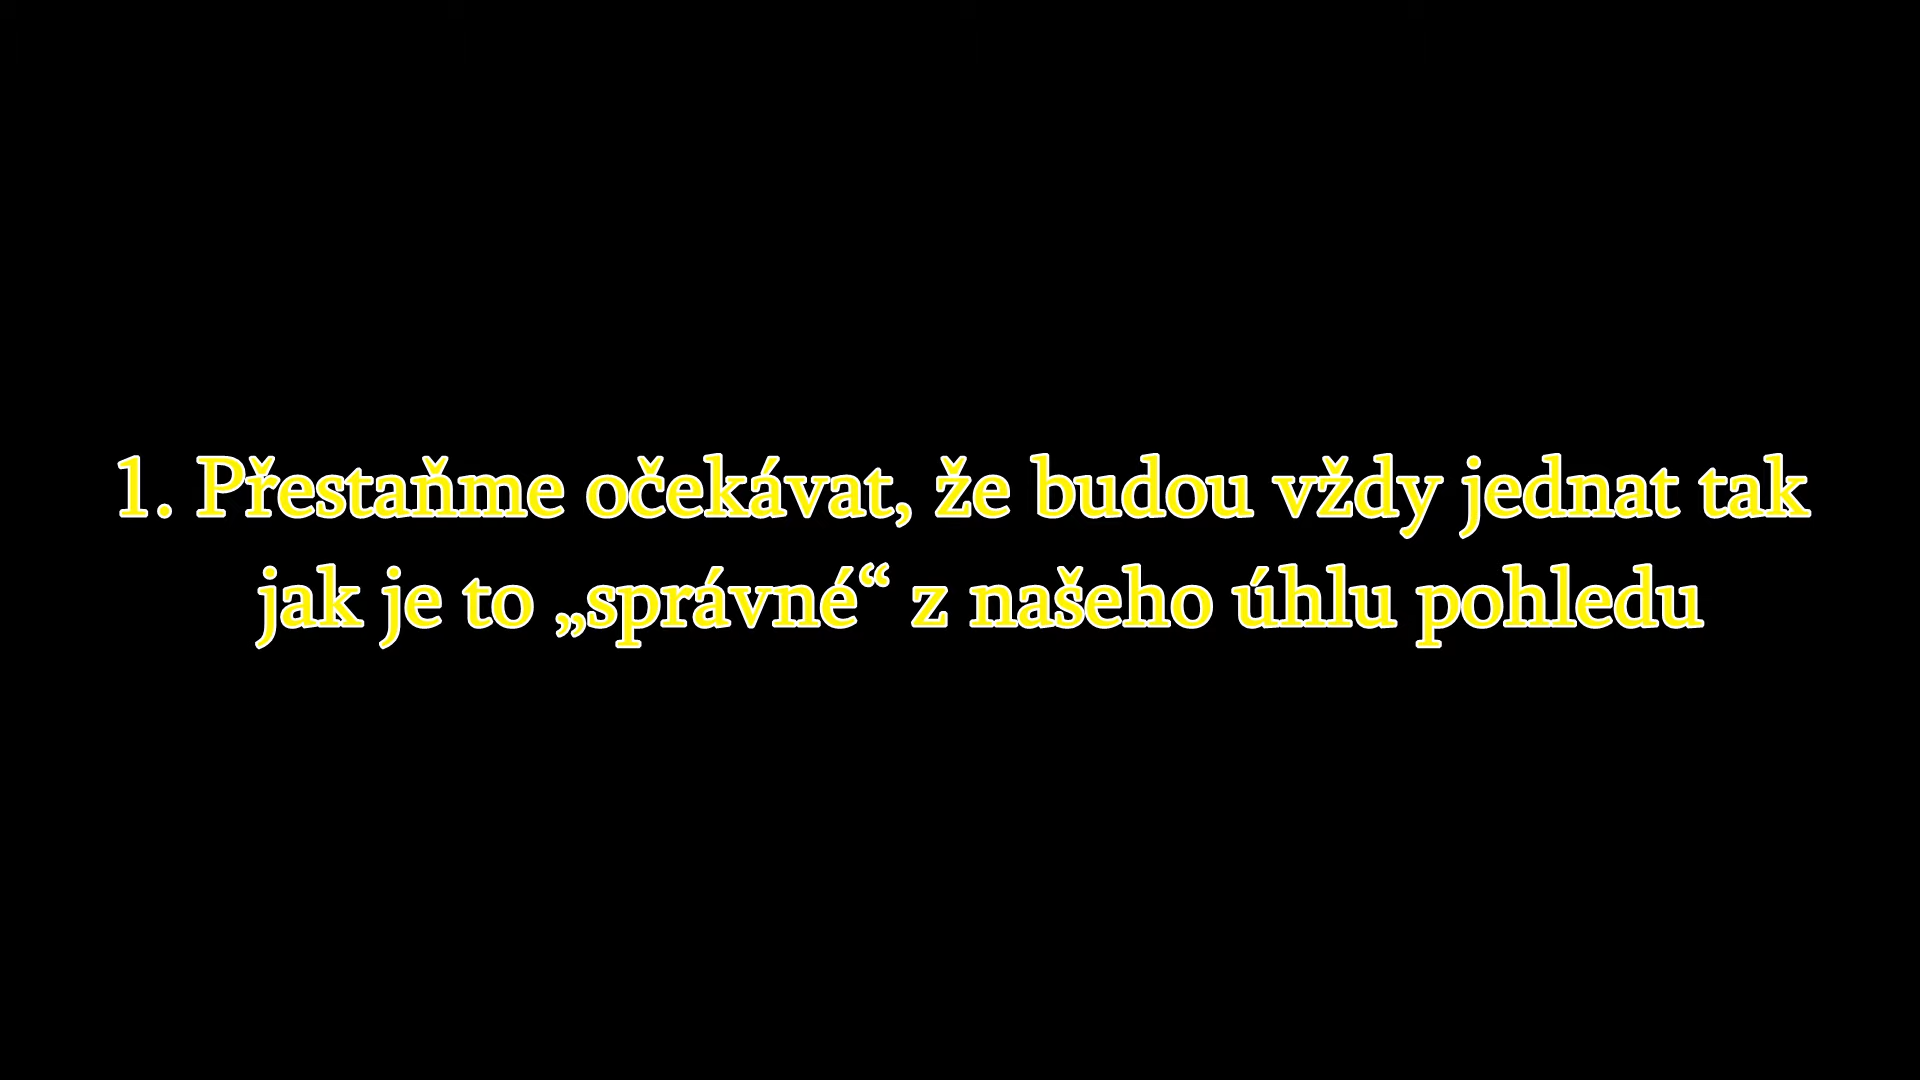 1. Přestaňme očekávat, že budou vždy jednat tak
jak je to „správné“ z našeho úhlu pohledu